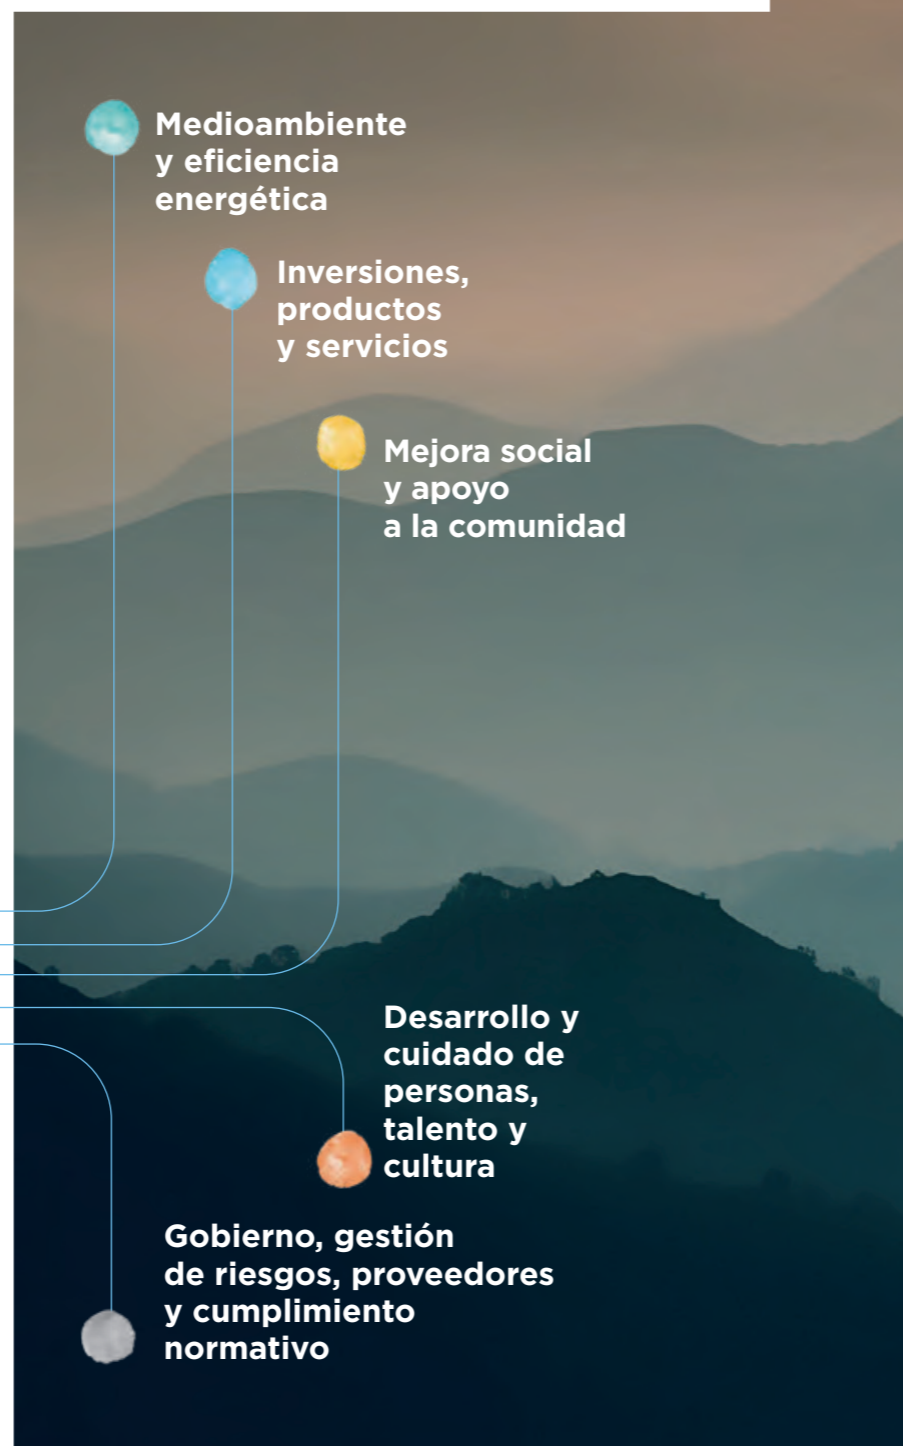 Medioambiente
y eficiencia
energética
Inversiones,
productos
y servicios
Mejora social
y apoyo
a la comunidad
Desarrollo y
cuidado de
personas,
talento y
cultura
Gobierno, gestión
de riesgos, proveedores
y cumplimiento
normativo